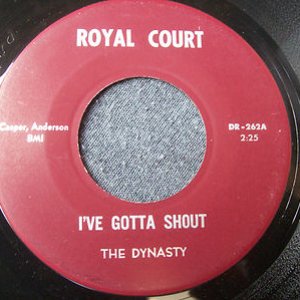 ROYAL COURT
Casper, Anderson
BMI
DR-262A
2:25
I'VE GOTTA SHOUT
THE DYNASTY